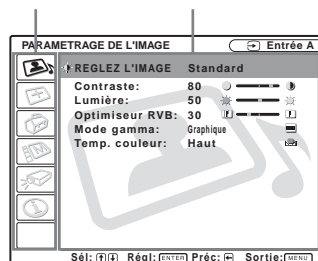 PARAMETRAGE DE L'IMAGE Entrée A
REGLEZ L'IMAGE Standard
Contraste: 80
Lumière: 50
Optimiseur RVB: 30
Mode gamma: Graphique
Temp. couleur: Haut
Sél: Régl: ENTER Préc: Sortie: MENU